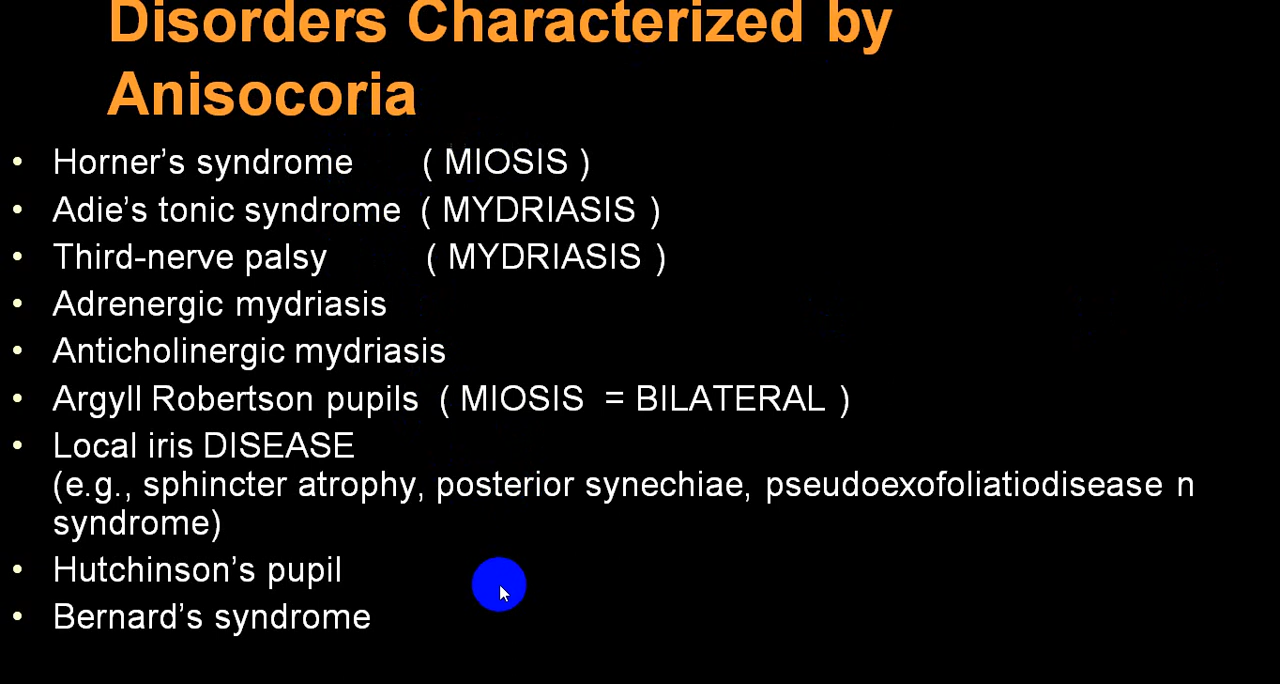 Disorders Characterized by
Anisocoria
• Horner's syndrome ( MIOSIS )
• Adie's tonic syndrome ( MYDRIASIS )
• Third-nerve palsy ( MYDRIASIS )
• Adrenergic mydriasis
• Anticholinergic mydriasis
• Argyll Robertson pupils ( MIOSIS = BILATERAL )
• Local iris DISEASE
(e.g., sphincter atrophy, posterior synechiae, pseudoexofoliatiodisease n
syndrome)
• Hutchinson's pupil
• Bernard's syndrome